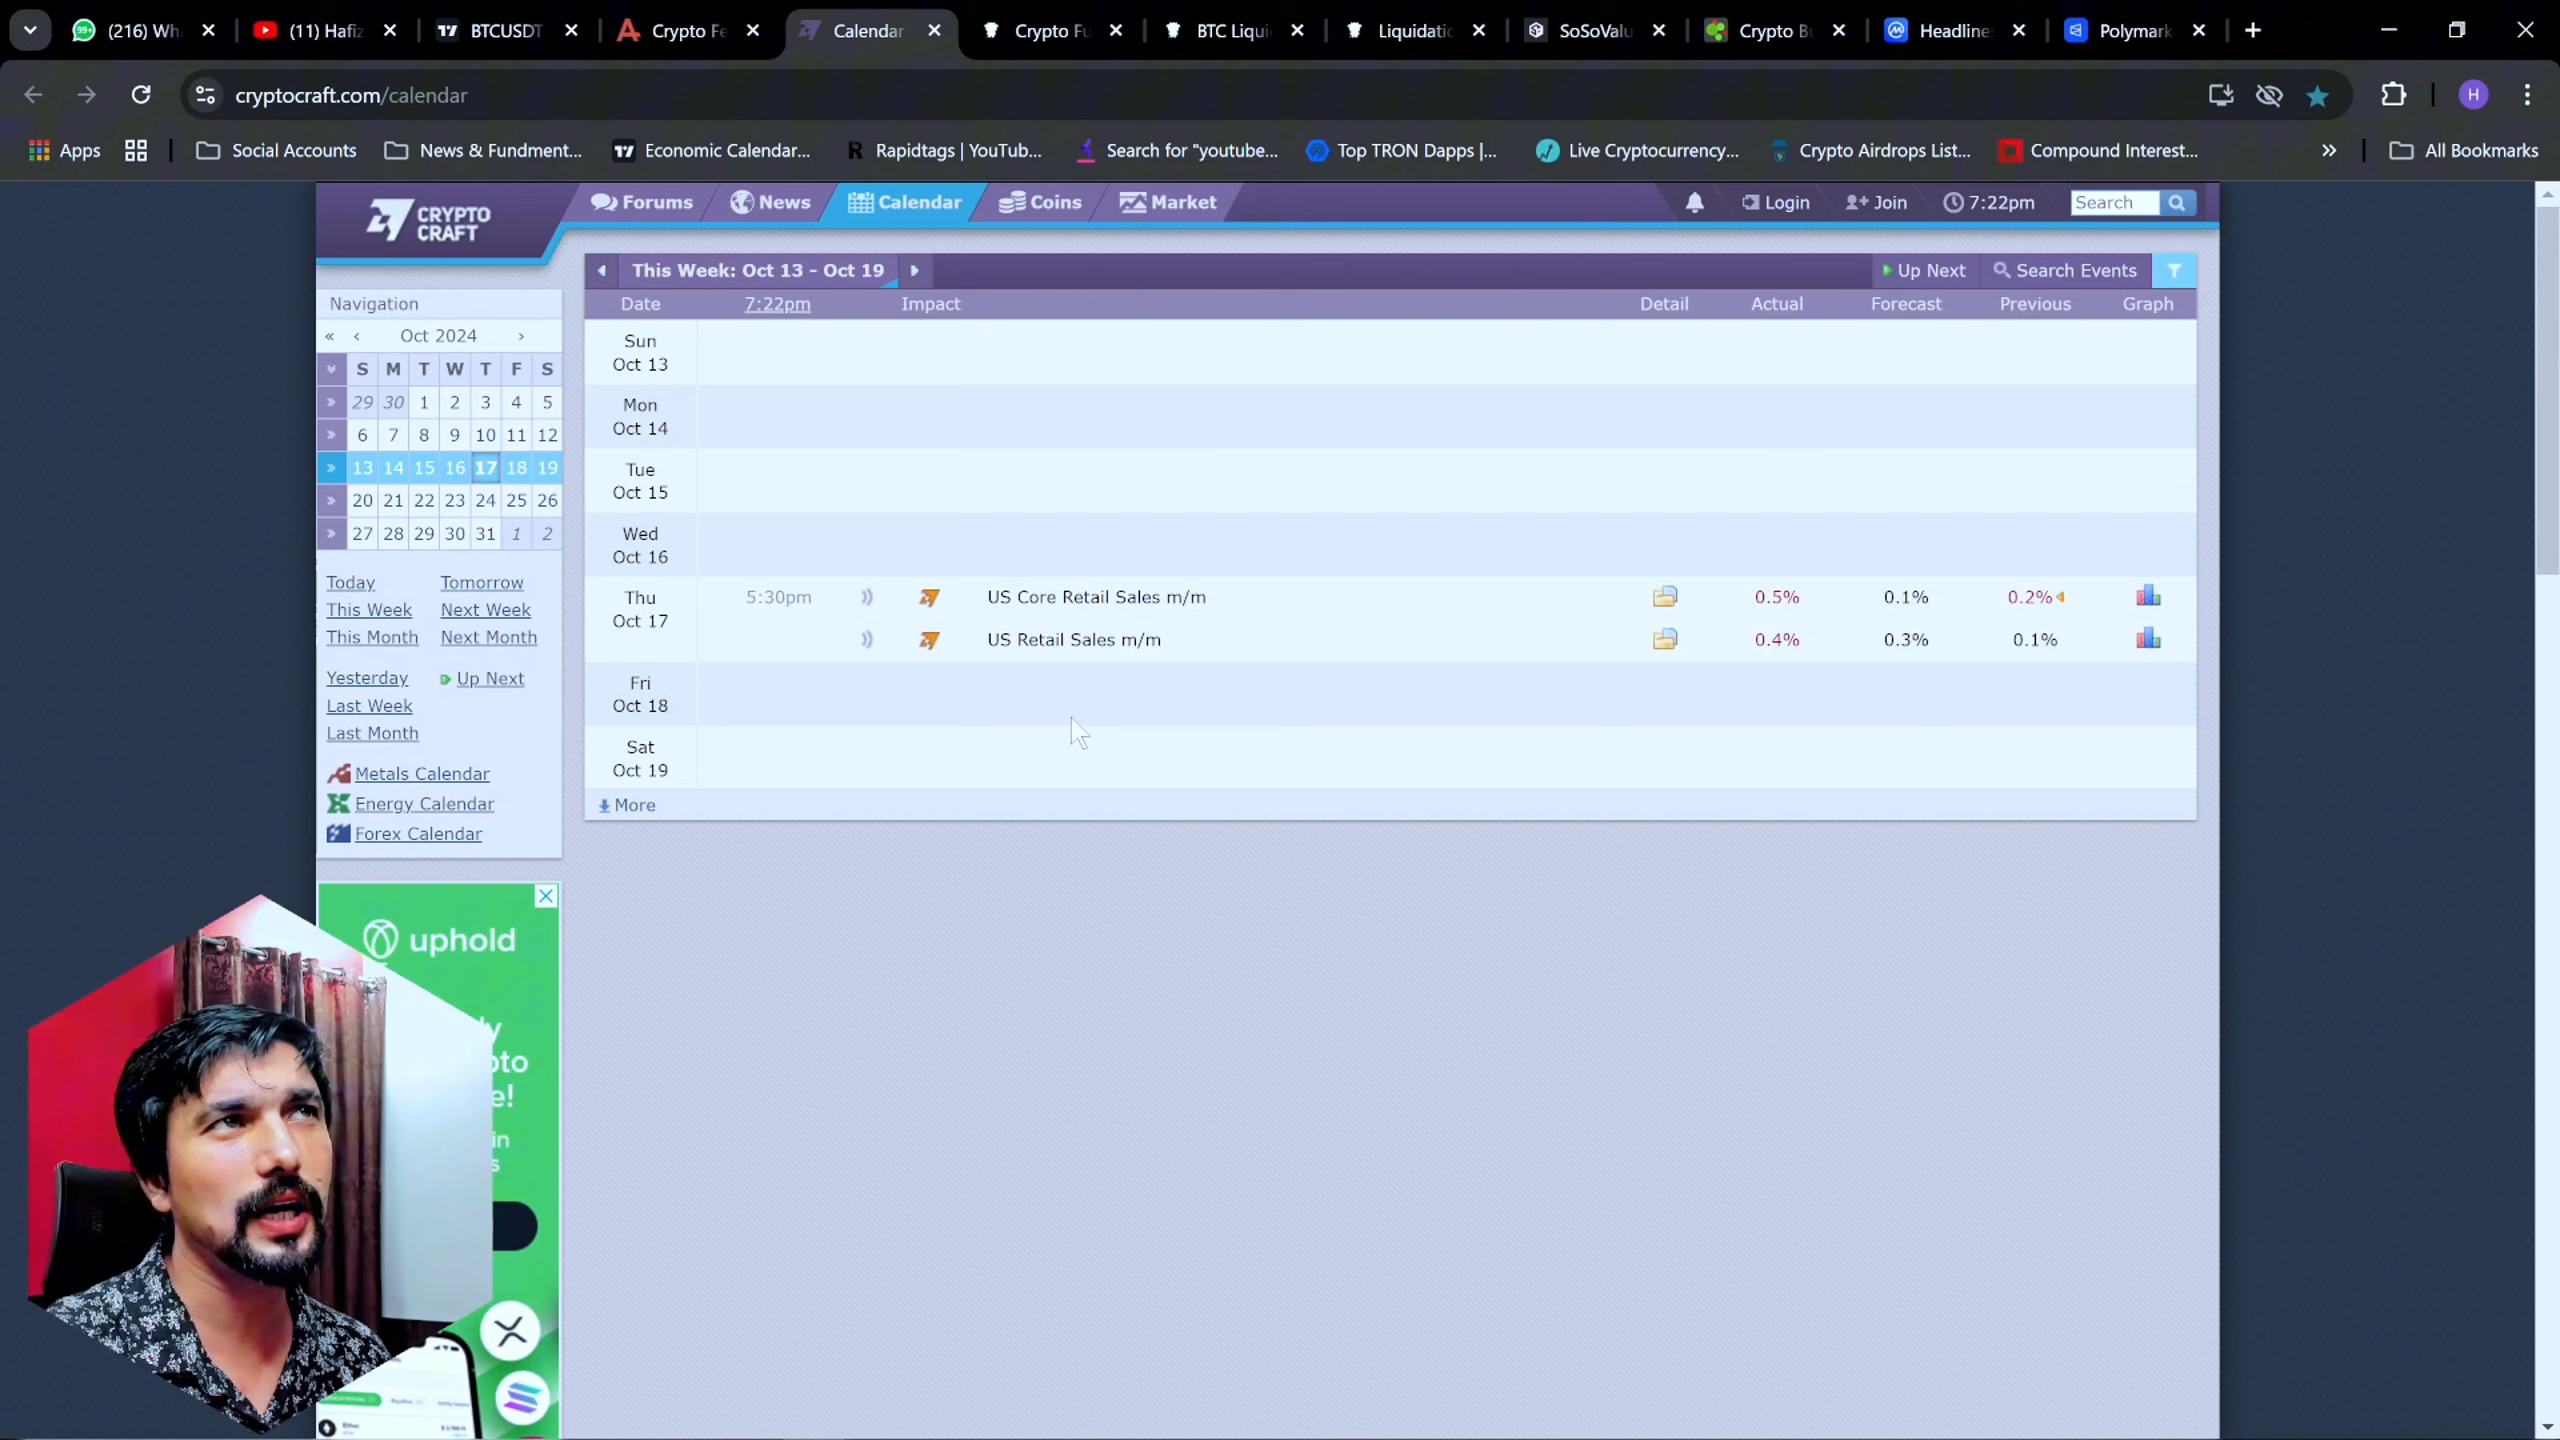 (216) Wh
(11) Hafiz
BTCUSDT
Crypto Fe
Calendar
Crypto Fu
BTC Liqui
Liquidatio
SoSoValu
Crypto B
Headline
Polymark
cryptocraft.com/calendar
H
Apps
Social Accounts
News & Fundment...
Economic Calendar...
Rapidtags | YouTub...
Search for "youtube...
Top TRON Dapps |...
Live Cryptocurrency...
Crypto Airdrops List...
Compound Interest...
All Bookmarks
CRYPTO
CRAFT
Forums
News
Calendar
Coins
Market
Login
Join
7:22pm
Search
This Week: Oct 13 - Oct 19
Up Next
Search Events
Date 7:22pm Impact Detail Actual Forecast Previous Graph
Sun
Oct 13
Mon
Oct 14
Tue
Oct 15
Wed
Oct 16
Thu
Oct 17
5:30pm US Core Retail Sales m/m 0.5% 0.1% 0.2%
US Retail Sales m/m 0.4% 0.3% 0.1%
Fri
Oct 18
Sat
Oct 19
More
Navigation
« ‹ Oct 2024 ›
S M T W T F S
29 30 1 2 3 4 5
6 7 8 9 10 11 12
13 14 15 16 17 18 19
20 21 22 23 24 25 26
27 28 29 30 31 1 2
Today Tomorrow
This Week Next Week
This Month Next Month
Yesterday Up Next
Last Week
Last Month
Metals Calendar
Energy Calendar
Forex Calendar
uphold